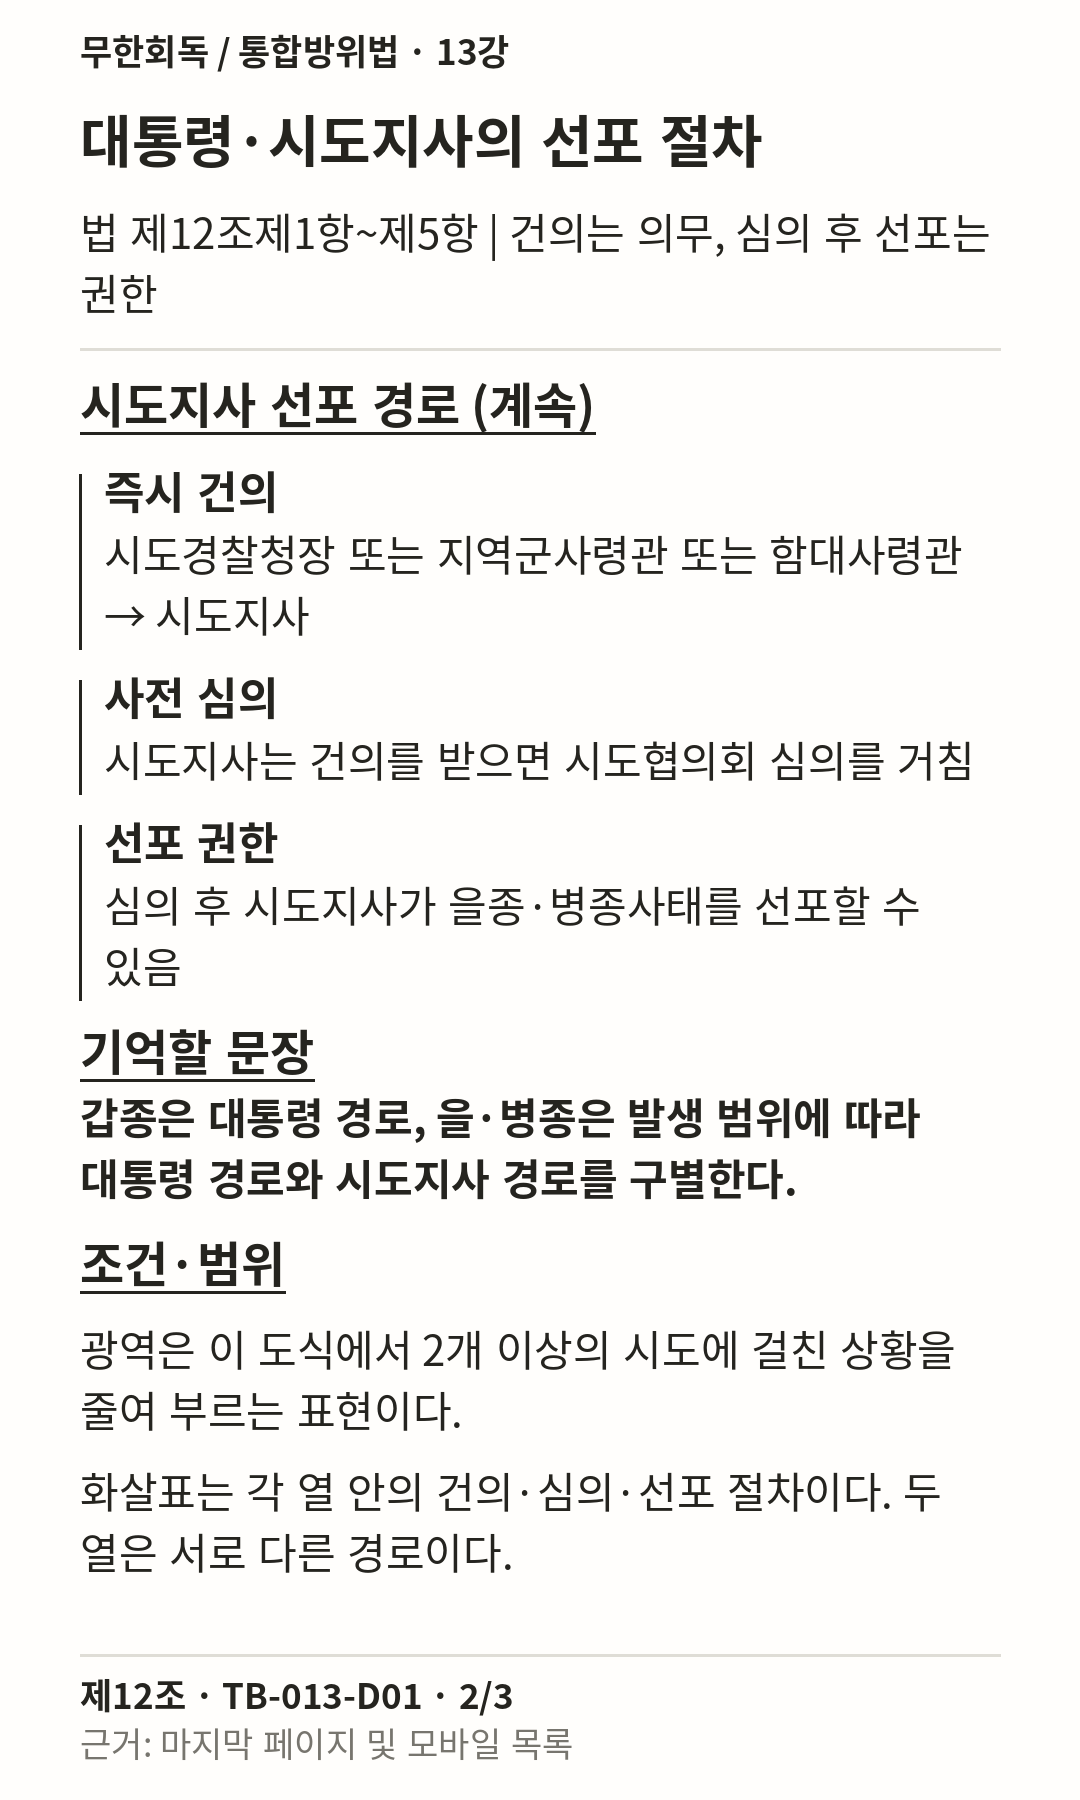 무한회독 / 통합방위법 · 13강
대통령·시도지사의 선포 절차
법 제12조제1항~제5항 | 건의는 의무, 심의 후 선포는
권한
시도지사 선포 경로 (계속)
즉시 건의
시도경찰청장 또는 지역군사령관 또는 함대사령관
→ 시도지사
사전 심의
시도지사는 건의를 받으면 시도협의회 심의를 거침
선포 권한
심의 후 시도지사가 을종·병종사태를 선포할 수
있음
기억할 문장
갑종은 대통령 경로, 을·병종은 발생 범위에 따라
대통령 경로와 시도지사 경로를 구별한다.
조건·범위
광역은 이 도식에서 2개 이상의 시도에 걸친 상황을
줄여 부르는 표현이다.
화살표는 각 열 안의 건의·심의·선포 절차이다. 두
열은 서로 다른 경로이다.
제12조 · TB-013-D01 · 2/3
근거: 마지막 페이지 및 모바일 목록